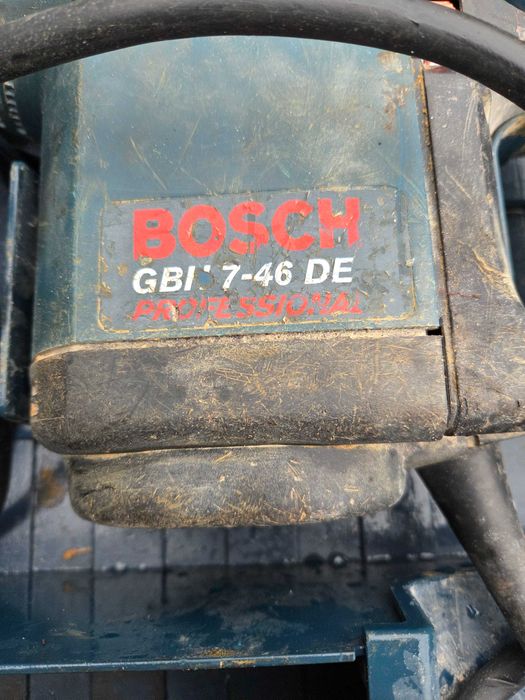 BOSCH
7-46 DE
PROFESSIONAL